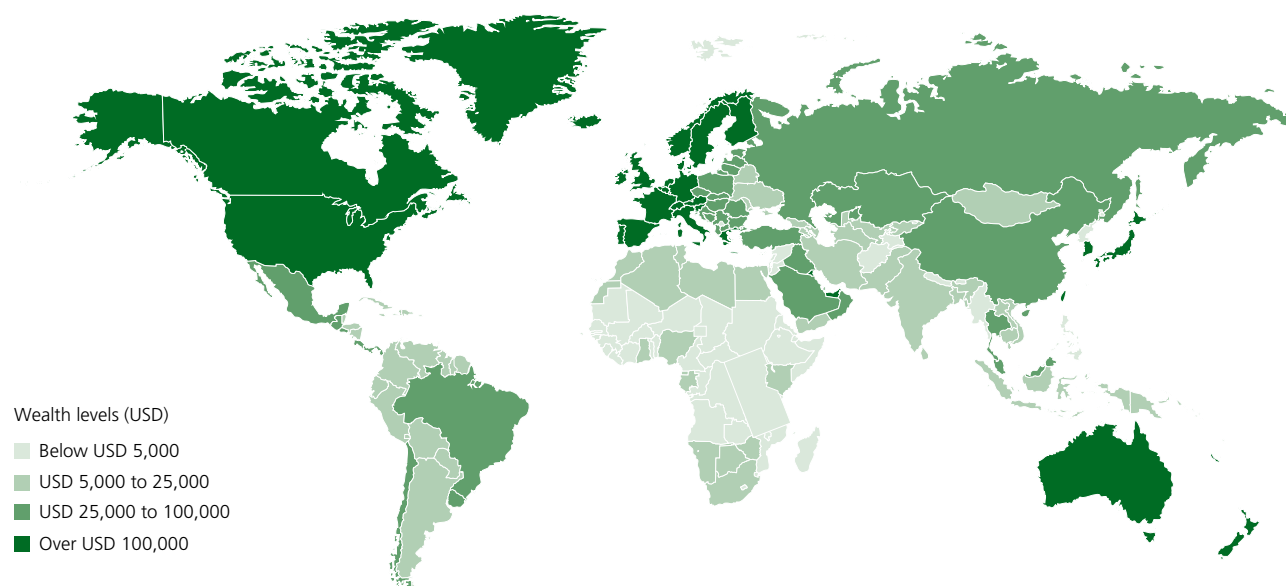 Wealth levels (USD)
Below USD 5,000
USD 5,000 to 25,000
USD 25,000 to 100,000
Over USD 100,000